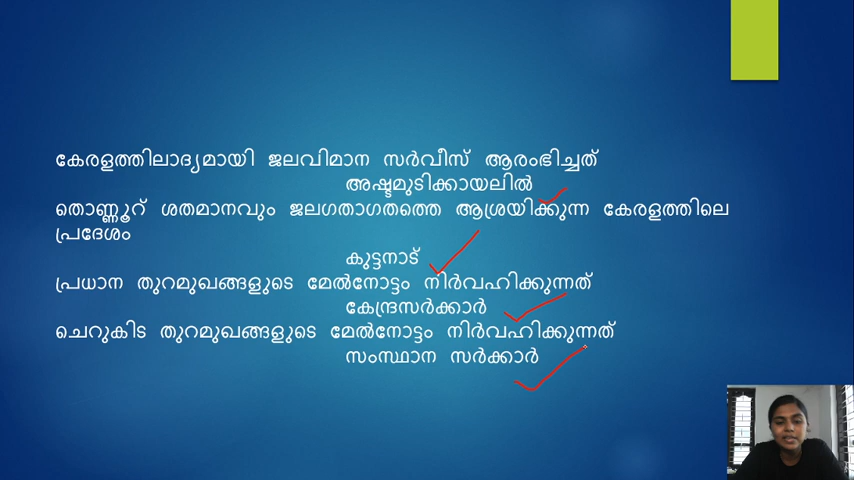 കേരളത്തിലാദ്യമായി ജലവിമാന സർവീസ് ആരംഭിച്ചത്
അഷ്ടമുടിക്കായലിൽ
തൊണ്ണൂറ് ശതമാനവും ജലഗതാഗതത്തെ ആശ്രയിക്കുന്ന കേരളത്തിലെ
പ്രദേശം
കുട്ടനാട്
പ്രധാന തുറമുഖങ്ങളുടെ മേൽനോട്ടം നിർവഹിക്കുന്നത്
കേന്ദ്രസർക്കാർ
ചെറുകിട തുറമുഖങ്ങളുടെ മേൽനോട്ടം നിർവഹിക്കുന്നത്
സംസ്ഥാന സർക്കാർ